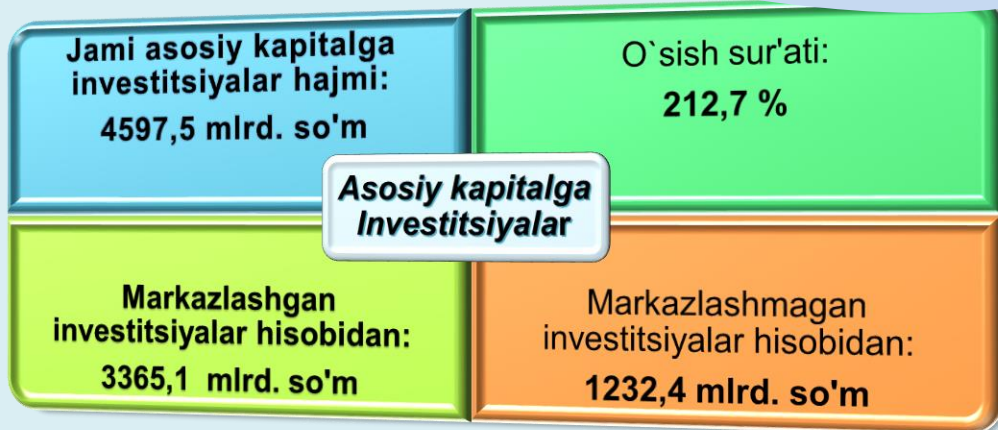 Jami asosiy kapitalga
investitsiyalar hajmi:
4597,5 mlrd. so'm
O`sish sur'ati:
212,7 %
Asosiy kapitalga
Investitsiyalar
Markazlashgan
investitsiyalar hisobidan:
3365,1 mlrd. so'm
Markazlashmagan
investitsiyalar hisobidan:
1232,4 mlrd. so'm